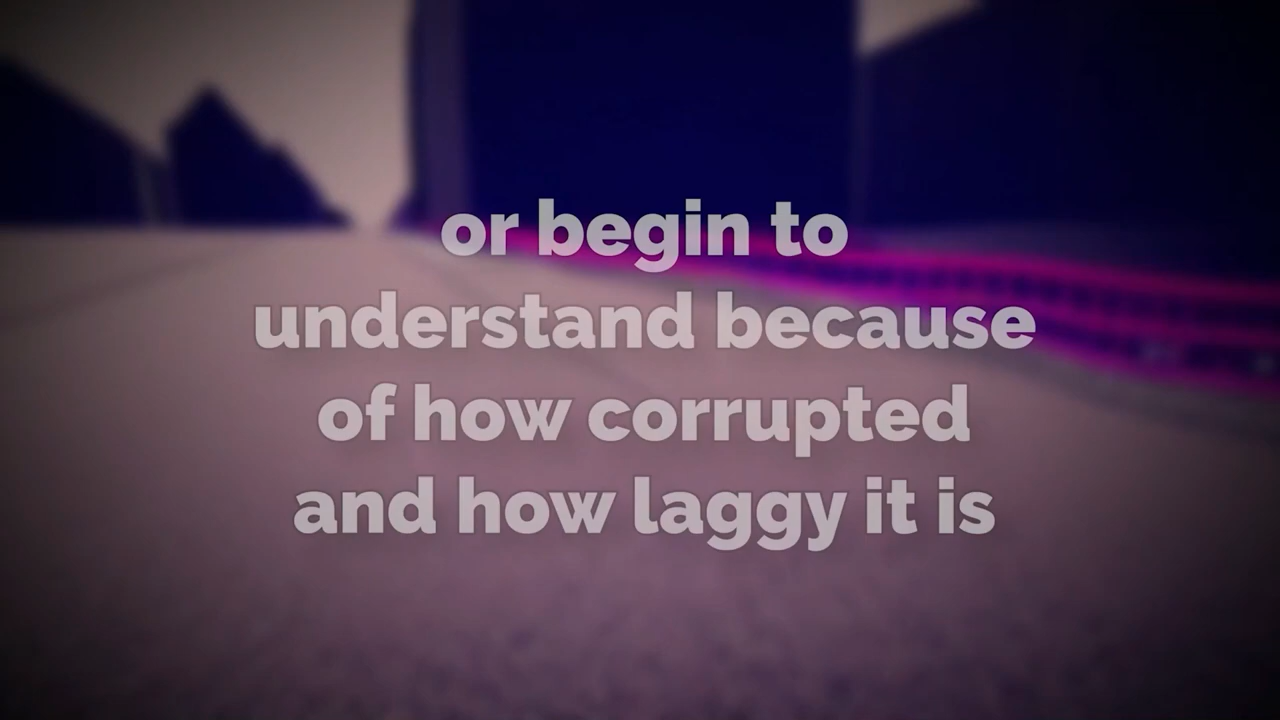 or begin to
understand because
of how corrupted
and how laggy it is